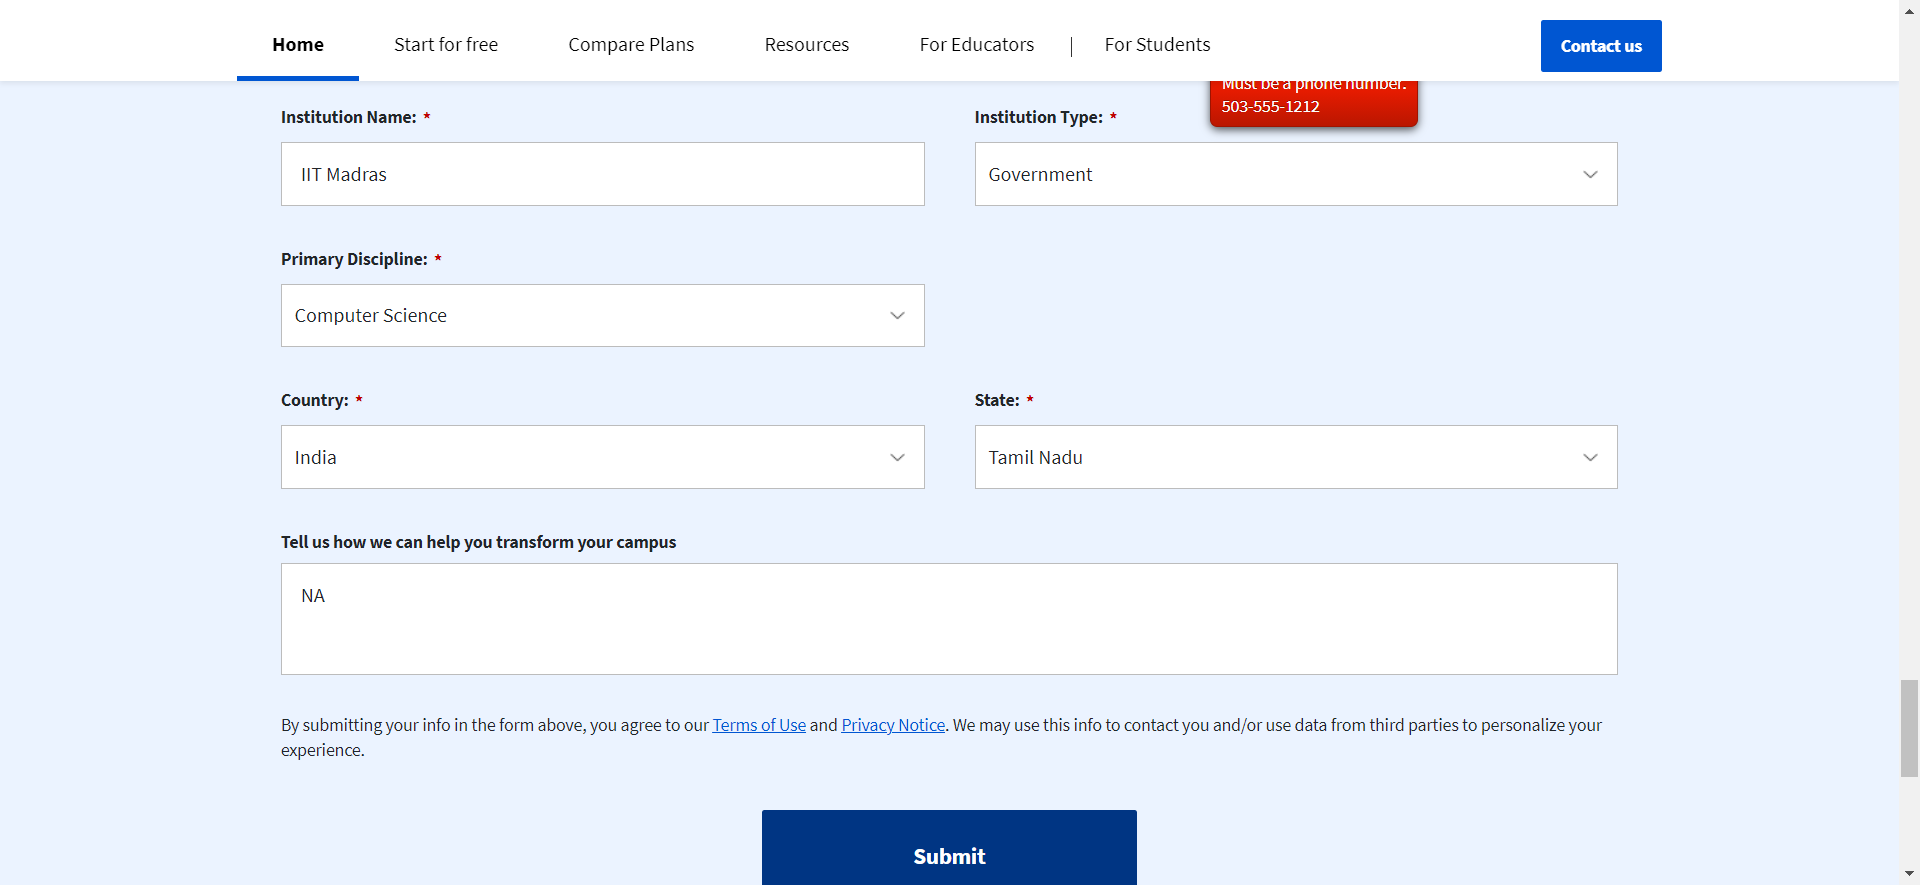 Home
Start for free
Compare Plans
Resources
For Educators
|
For Students
Contact us
Must be a phone number.
503-555-1212
Institution Name: *
Institution Type: *
IIT Madras
Government
Primary Discipline: *
Computer Science
Country: *
State: *
India
Tamil Nadu
Tell us how we can help you transform your campus
NA
By submitting your info in the form above, you agree to our Terms of Use and Privacy Notice. We may use this info to contact you and/or use data from third parties to personalize your
experience.
Submit